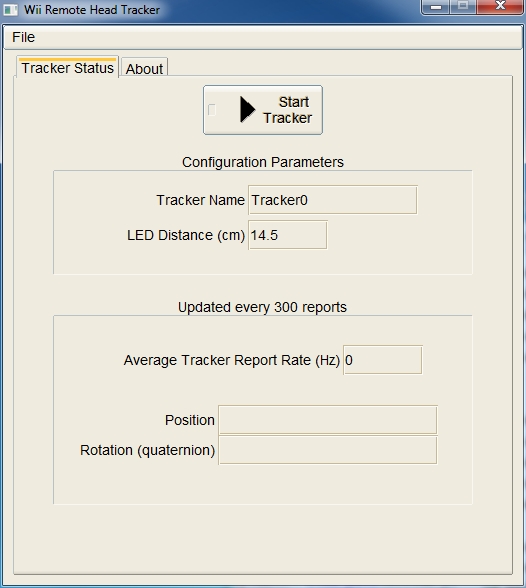 Wii Remote Head Tracker
File
Tracker Status About
Start
Tracker
Configuration Parameters
Tracker Name Tracker0
LED Distance (cm) 14.5
Updated every 300 reports
Average Tracker Report Rate (Hz) 0
Position
Rotation (quaternion)